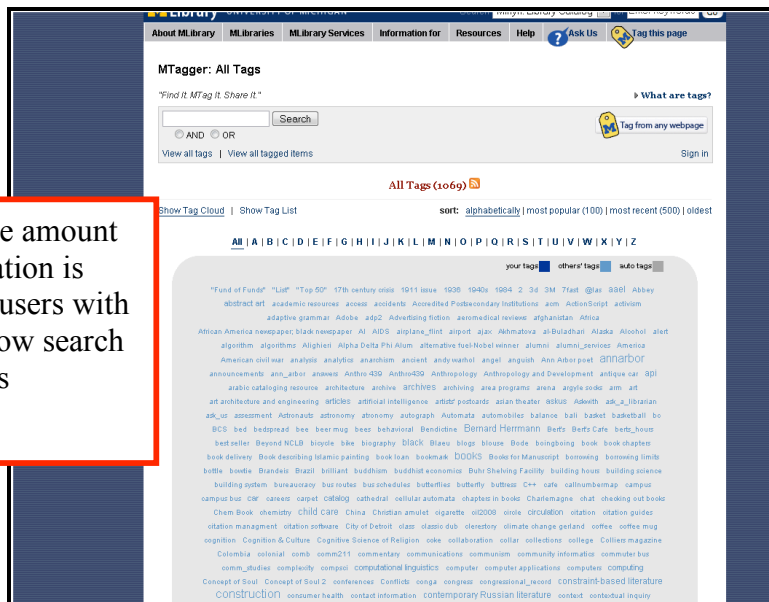 MLibrary UNIVERSITY OF MICHIGAN
About MLibrary MLibraries MLibrary Services Information for Resources Help Ask Us Tag this page
MTagger: All Tags
"Find It. MTag It. Share It."
What are tags?
Search
AND OR
Tag from any webpage
View all tags | View all tagged items
Sign in
All Tags (1069)
Show Tag Cloud | Show Tag List
sort: alphabetically | most popular (100) | most recent (500) | oldest
All | A | B | C | D | E | F | G | H | I | J | K | L | M | N | O | P | Q | R | S | T | U | V | W | X | Y | Z
your tags others' tags auto tags
e amount
ation is
users with
ow search
s
"Fund of Funds" "List" "Top 50" 17th century crisis 1911 issue 1936 1940s 1984 2 3d 3M 7fast @las aael Abbey
abstract art academic resources access accidents Accredited Postsecondary Institutions acm ActionScript activism
adaptive grammar Adobe adp2 Advertising fiction aeromedical reviews afghanistan Africa
African America newspaper; black newspaper AI AIDS airplane_flint airport ajax Akhmatova al-Buladhari Alaska Alcohol alert
algorithm algorithms Alighieri Alpha Delta Phi Alum alternative fuel-Nobel winner alumni alumni_services America
American civil war analysis analytics anarchism ancient andy warhol angel anguish Ann Arbor poet annarbor
announcements ann_arbor answers Anthro 439 Anthro439 Anthropology Anthropology and Development antique car api
arabic cataloging resource architecture archive archives archiving area programs arena argyle socks arm art
art architecture and engineering articles artificial intelligence artists' postcards asian theater askus Askwith ask_a_librarian
ask_us assessment Astronauts astronomy atronomy autograph Automata automobiles balance bali basket basketball bc
BCS bed bedspread bee beer mug bees behavioral Bendictine Bernard Herrmann Bert's Bert's Cafe berts_hours
best seller Beyond NCLB bicycle bike biography black Blaeu blogs blouse Bode boingboing book book chapters
book delivery Book describing Islamic painting book loan bookmark books Books for Manuscript borrowing borrowing limits
bottle bowtie Brandeis Brazil brilliant buddhism buddhist economics Buhr Shelving Facility building hours building science
building system bureaucracy bus routes bus schedules butterflies butterfly buttress C++ cafe callnumbermap campus
campus bus car careers carpet catalog cathedral cellular automata chapters in books Charlemagne chat checking out books
Chem Book chemistry child care China Christian amulet cigarette cil2008 circle circulation citation citation guides
citation managment citation software City of Detroit class classic dub clerestory climate change gerland coffee coffee mug
cognition Cognition & Culture Cognitive Science of Religion coke collaboration collar collections college Colliers magazine
Colombia colonial comb comm211 commentary communications communism community informatics commuter bus
comm_studies complexity compsci computational linguistics computer computer applications computers computing
Concept of Soul Concept of Soul 2 conferences Conflicts conga congress congressional_record constraint-based literature
construction consumer health contact information contemporary Russian literature context contextual inquiry